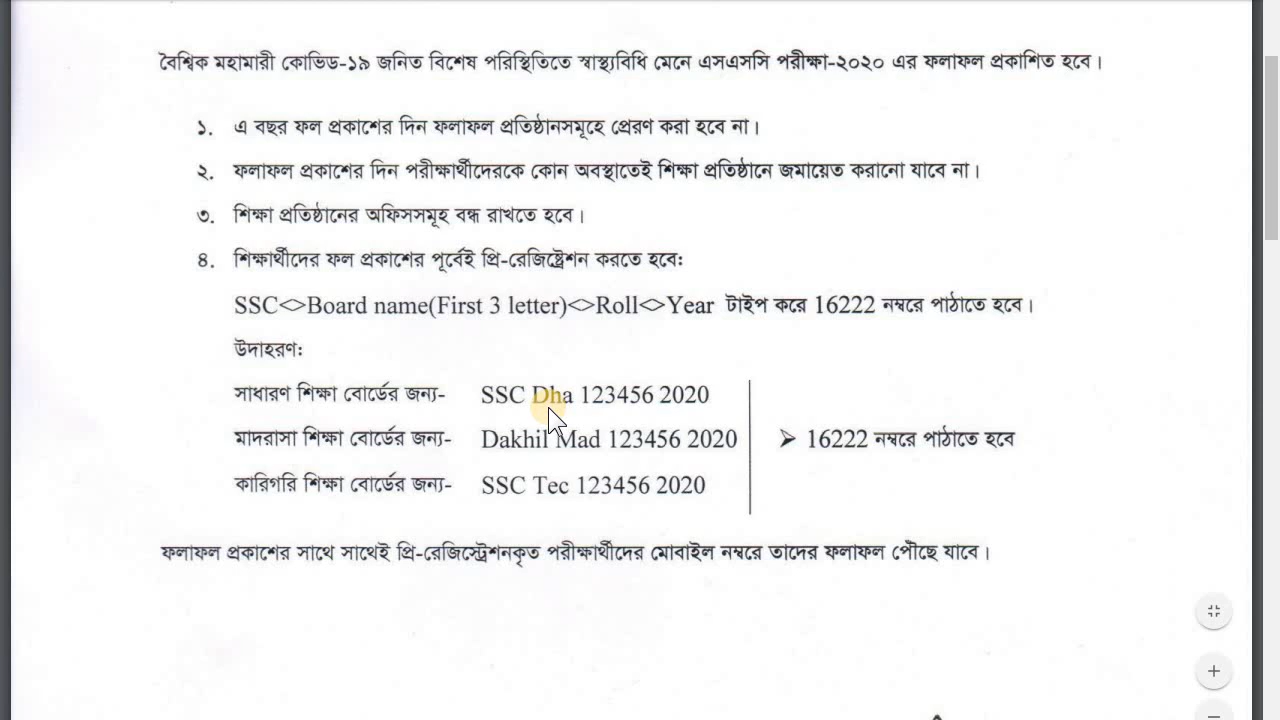 বৈশ্বিক মহামারী কোভিড-১৯ জনিত বিশেষ পরিস্থিতিতে স্বাস্থ্যবিধি মেনে এসএসসি পরীক্ষা-২০২০ এর ফলাফল প্রকাশিত হবে।
১. এ বছর ফল প্রকাশের দিন ফলাফল প্রতিষ্ঠানসমূহে প্রেরণ করা হবে না।
২. ফলাফল প্রকাশের দিন পরীক্ষার্থীদেরকে কোন অবস্থাতেই শিক্ষা প্রতিষ্ঠানে জমায়েত করানো যাবে না।
৩. শিক্ষা প্রতিষ্ঠানের অফিসসমূহ বন্ধ রাখতে হবে।
৪. শিক্ষার্থীদের ফল প্রকাশের পূর্বেই প্রি-রেজিষ্ট্রেশন করতে হবেঃ
SSC<>Board name(First 3 letter)<>Roll<>Year টাইপ করে 16222 নম্বরে পাঠাতে হবে।
উদাহরণঃ
সাধারণ শিক্ষা বোর্ডের জন্য- SSC Dha 123456 2020
মাদরাসা শিক্ষা বোর্ডের জন্য- Dakhil Mad 123456 2020 ➢ 16222 নম্বরে পাঠাতে হবে
কারিগরি শিক্ষা বোর্ডের জন্য- SSC Tec 123456 2020
ফলাফল প্রকাশের সাথে সাথেই প্রি-রেজিস্ট্রেশনকৃত পরীক্ষার্থীদের মোবাইল নম্বরে তাদের ফলাফল পৌঁছে যাবে।